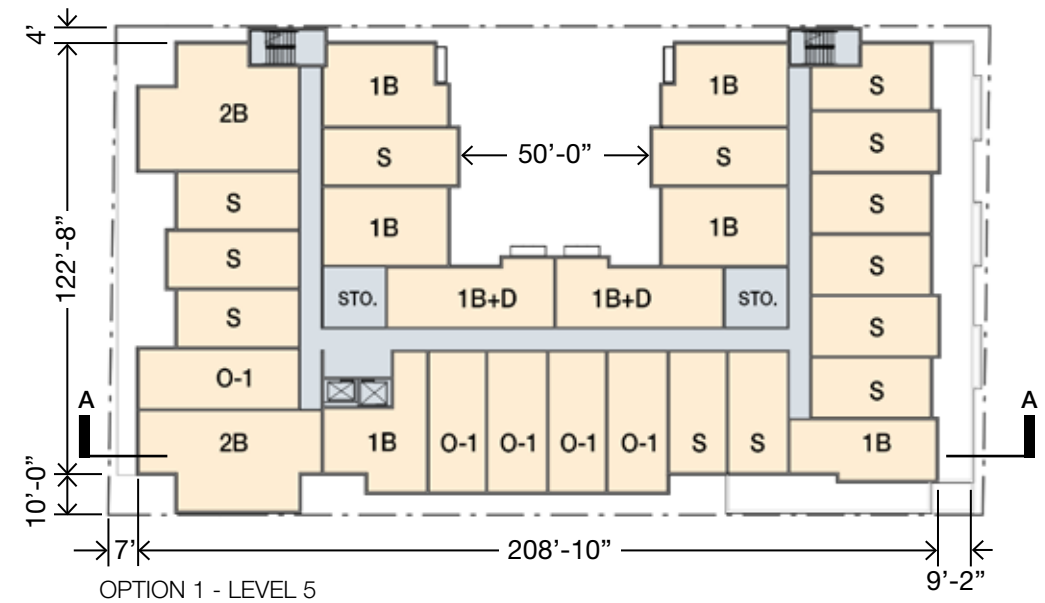 4'
1B
1B
S
2B
S
S
50'-0”
S
S
S
1B
1B
S
122'-8”
S
S
STO.
1B+D
1B+D
STO.
S
S
O-1
S
A
A
2B
1B
O-1
O-1
O-1
O-1
S
S
1B
10'-0”
7'
208'-10”
9'-2”
OPTION 1 - LEVEL 5